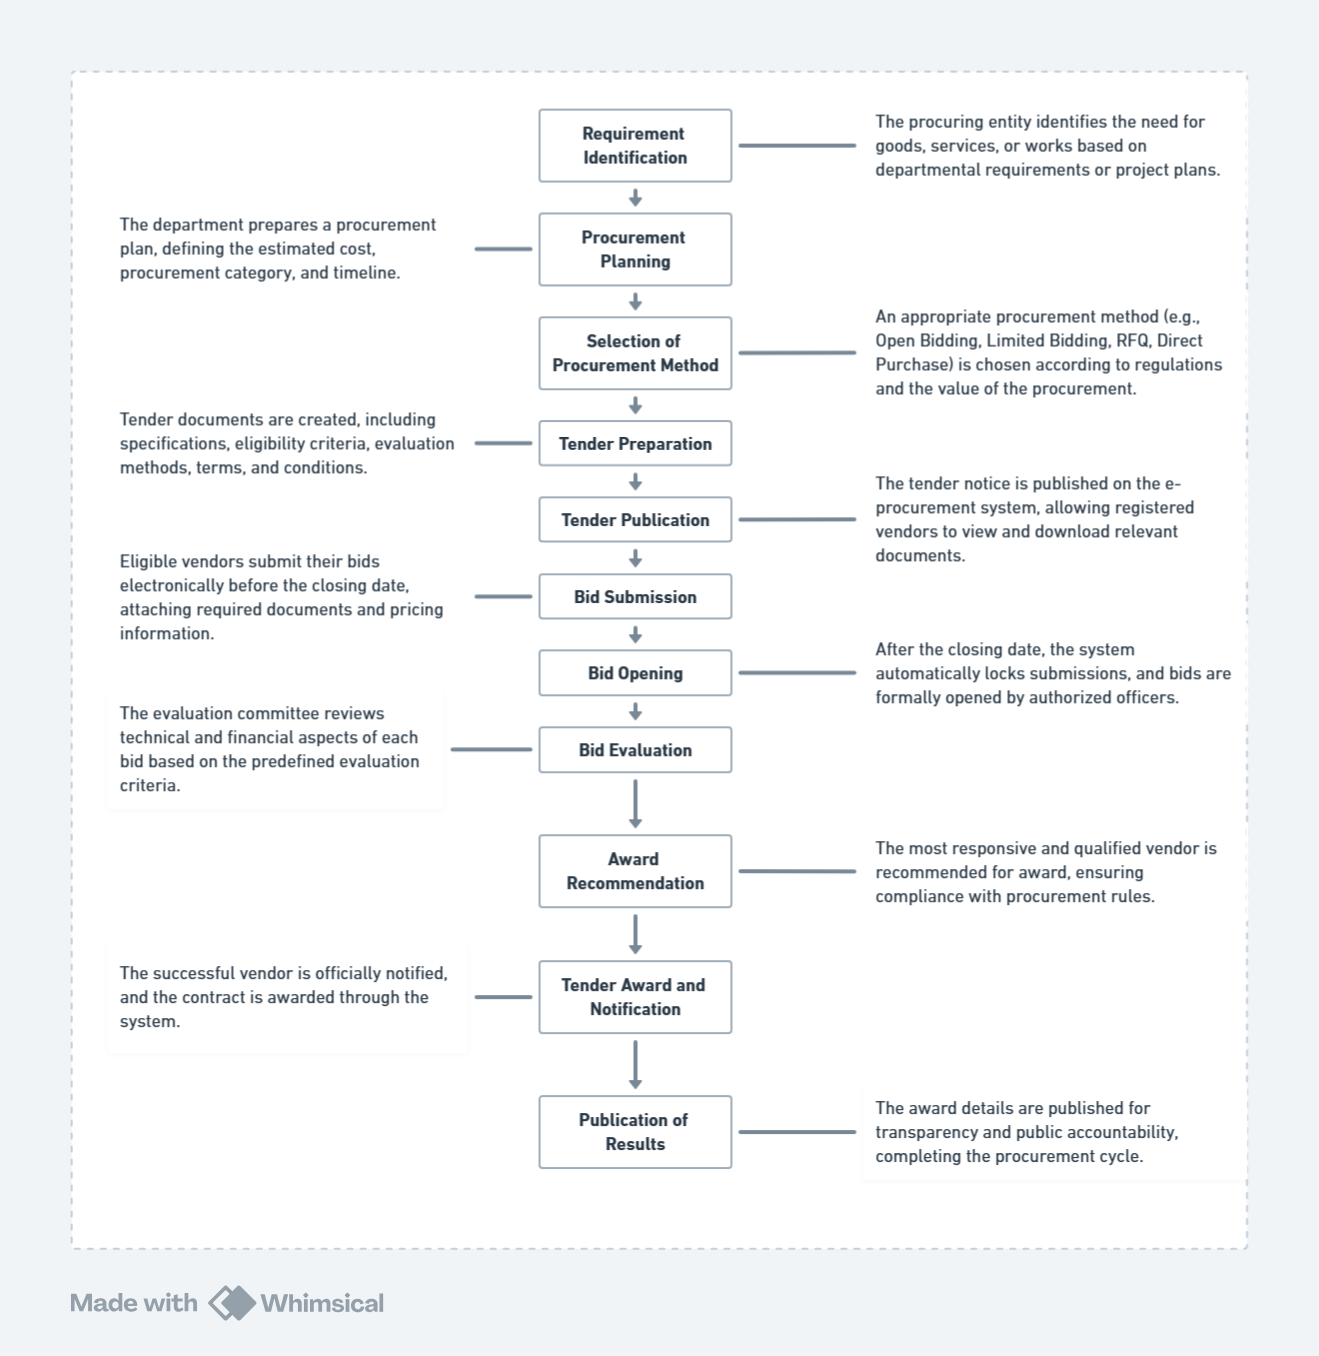 Requirement
Identification
The procuring entity identifies the need for
goods, services, or works based on
departmental requirements or project plans.
The department prepares a procurement
plan, defining the estimated cost,
procurement category, and timeline.
Procurement
Planning
Selection of
Procurement Method
An appropriate procurement method (e.g.,
Open Bidding, Limited Bidding, RFQ, Direct
Purchase) is chosen according to regulations
and the value of the procurement.
Tender documents are created, including
specifications, eligibility criteria, evaluation
methods, terms, and conditions.
Tender Preparation
Tender Publication
The tender notice is published on the e-
procurement system, allowing registered
vendors to view and download relevant
documents.
Eligible vendors submit their bids
electronically before the closing date,
attaching required documents and pricing
information.
Bid Submission
Bid Opening
After the closing date, the system
automatically locks submissions, and bids are
formally opened by authorized officers.
The evaluation committee reviews
technical and financial aspects of each
bid based on the predefined evaluation
criteria.
Bid Evaluation
Award
Recommendation
The most responsive and qualified vendor is
recommended for award, ensuring
compliance with procurement rules.
The successful vendor is officially notified,
and the contract is awarded through the
system.
Tender Award and
Notification
Publication of
Results
The award details are published for
transparency and public accountability,
completing the procurement cycle.
Made with Whimsical